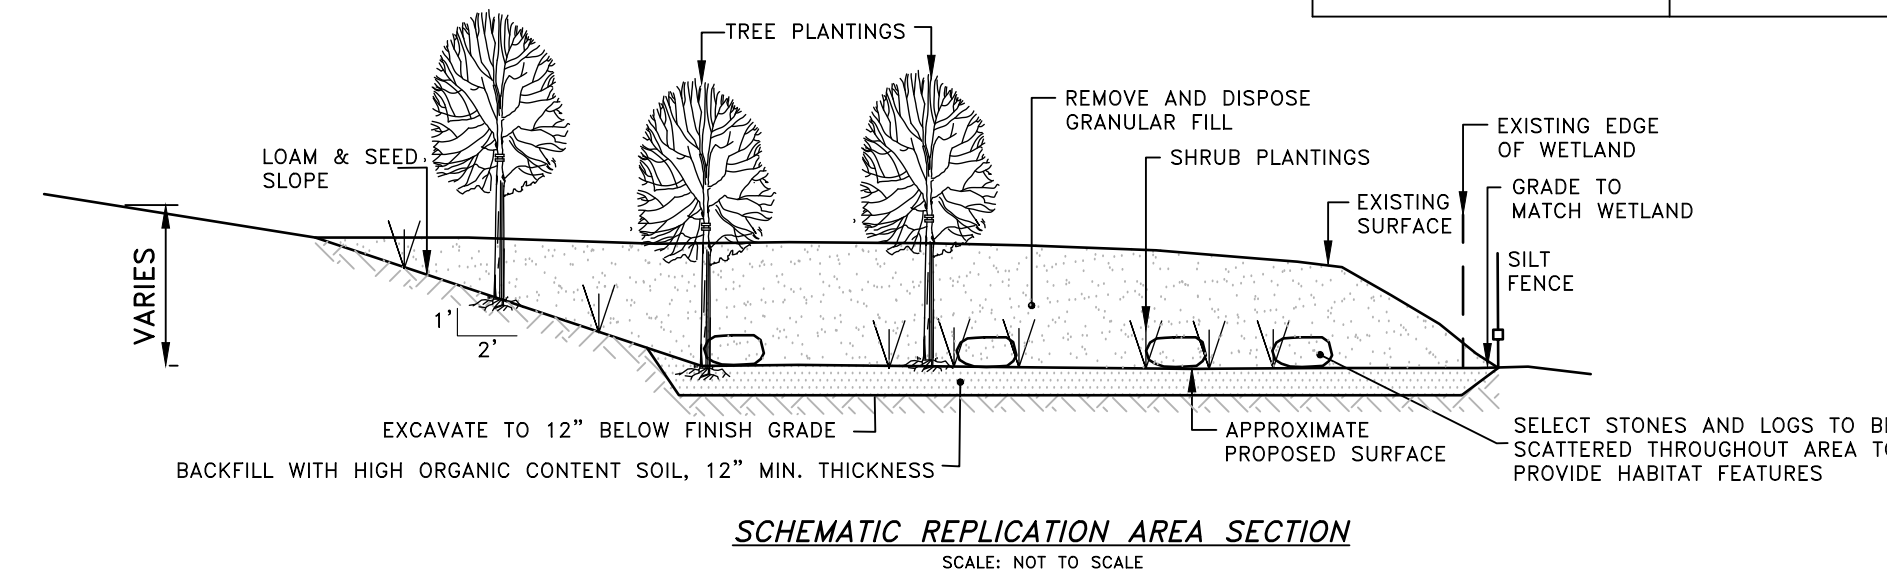 TREE PLANTINGS
REMOVE AND DISPOSE
GRANULAR FILL
EXISTING EDGE
OF WETLAND
LOAM & SEED
SLOPE
SHRUB PLANTINGS
GRADE TO
MATCH WETLAND
EXISTING
SURFACE
VARIES
SILT
FENCE
1'
2'
EXCAVATE TO 12" BELOW FINISH GRADE
BACKFILL WITH HIGH ORGANIC CONTENT SOIL, 12" MIN. THICKNESS
APPROXIMATE
PROPOSED SURFACE
SELECT STONES AND LOGS TO
SCATTERED THROUGHOUT AREA
PROVIDE HABITAT FEATURES
SCHEMATIC REPLICATION AREA SECTION
SCALE: NOT TO SCALE